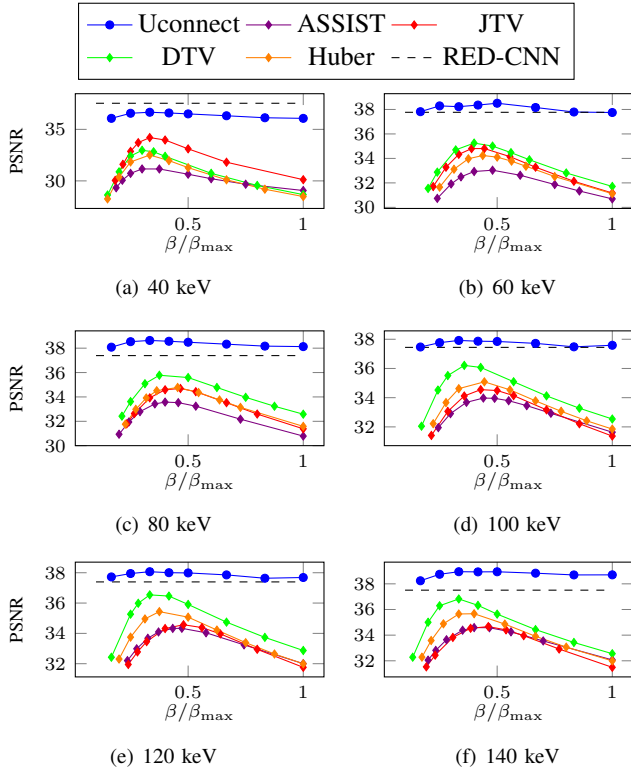 Uconnect ASSIST JTV
DTV Huber RED-CNN
PSNR
35
30
0.5 1
β/βmax
(a) 40 keV
38
36
34
32
30
0.5 1
β/βmax
(b) 60 keV
PSNR
38
36
34
32
30
0.5 1
β/βmax
(c) 80 keV
38
36
34
32
0.5 1
β/βmax
(d) 100 keV
PSNR
38
36
34
32
0.5 1
β/βmax
(e) 120 keV
38
36
34
32
0.5 1
β/βmax
(f) 140 keV